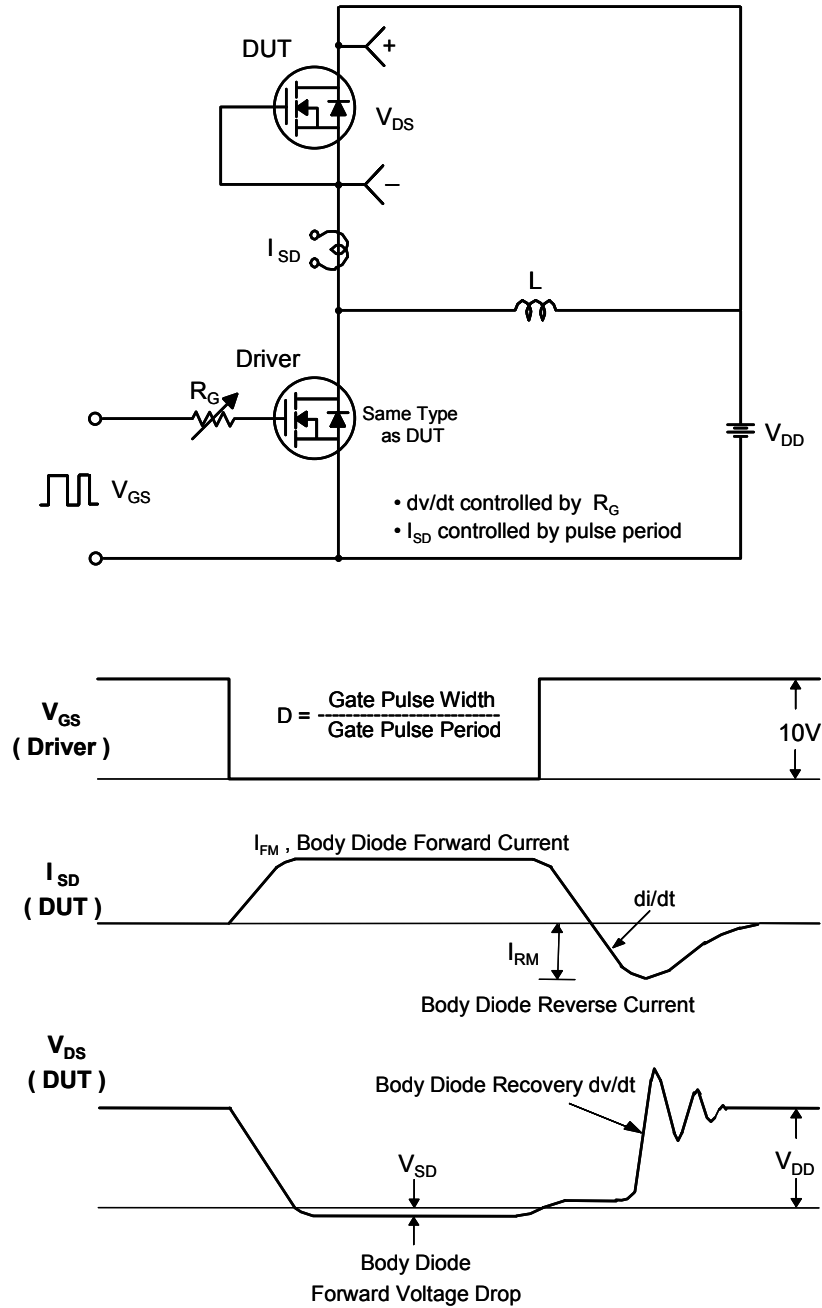 DUT
+
V_DS
–
I_SD
L
Driver
R_G
Same Type
as DUT
V_DD
V_GS
• dv/dt controlled by R_G
• I_SD controlled by pulse period
V_GS
( Driver )
D = Gate Pulse Width
Gate Pulse Period
10V
I_FM , Body Diode Forward Current
I_SD
( DUT )
di/dt
I_RM
Body Diode Reverse Current
V_DS
( DUT )
Body Diode Recovery dv/dt
V_SD
V_DD
Body Diode
Forward Voltage Drop